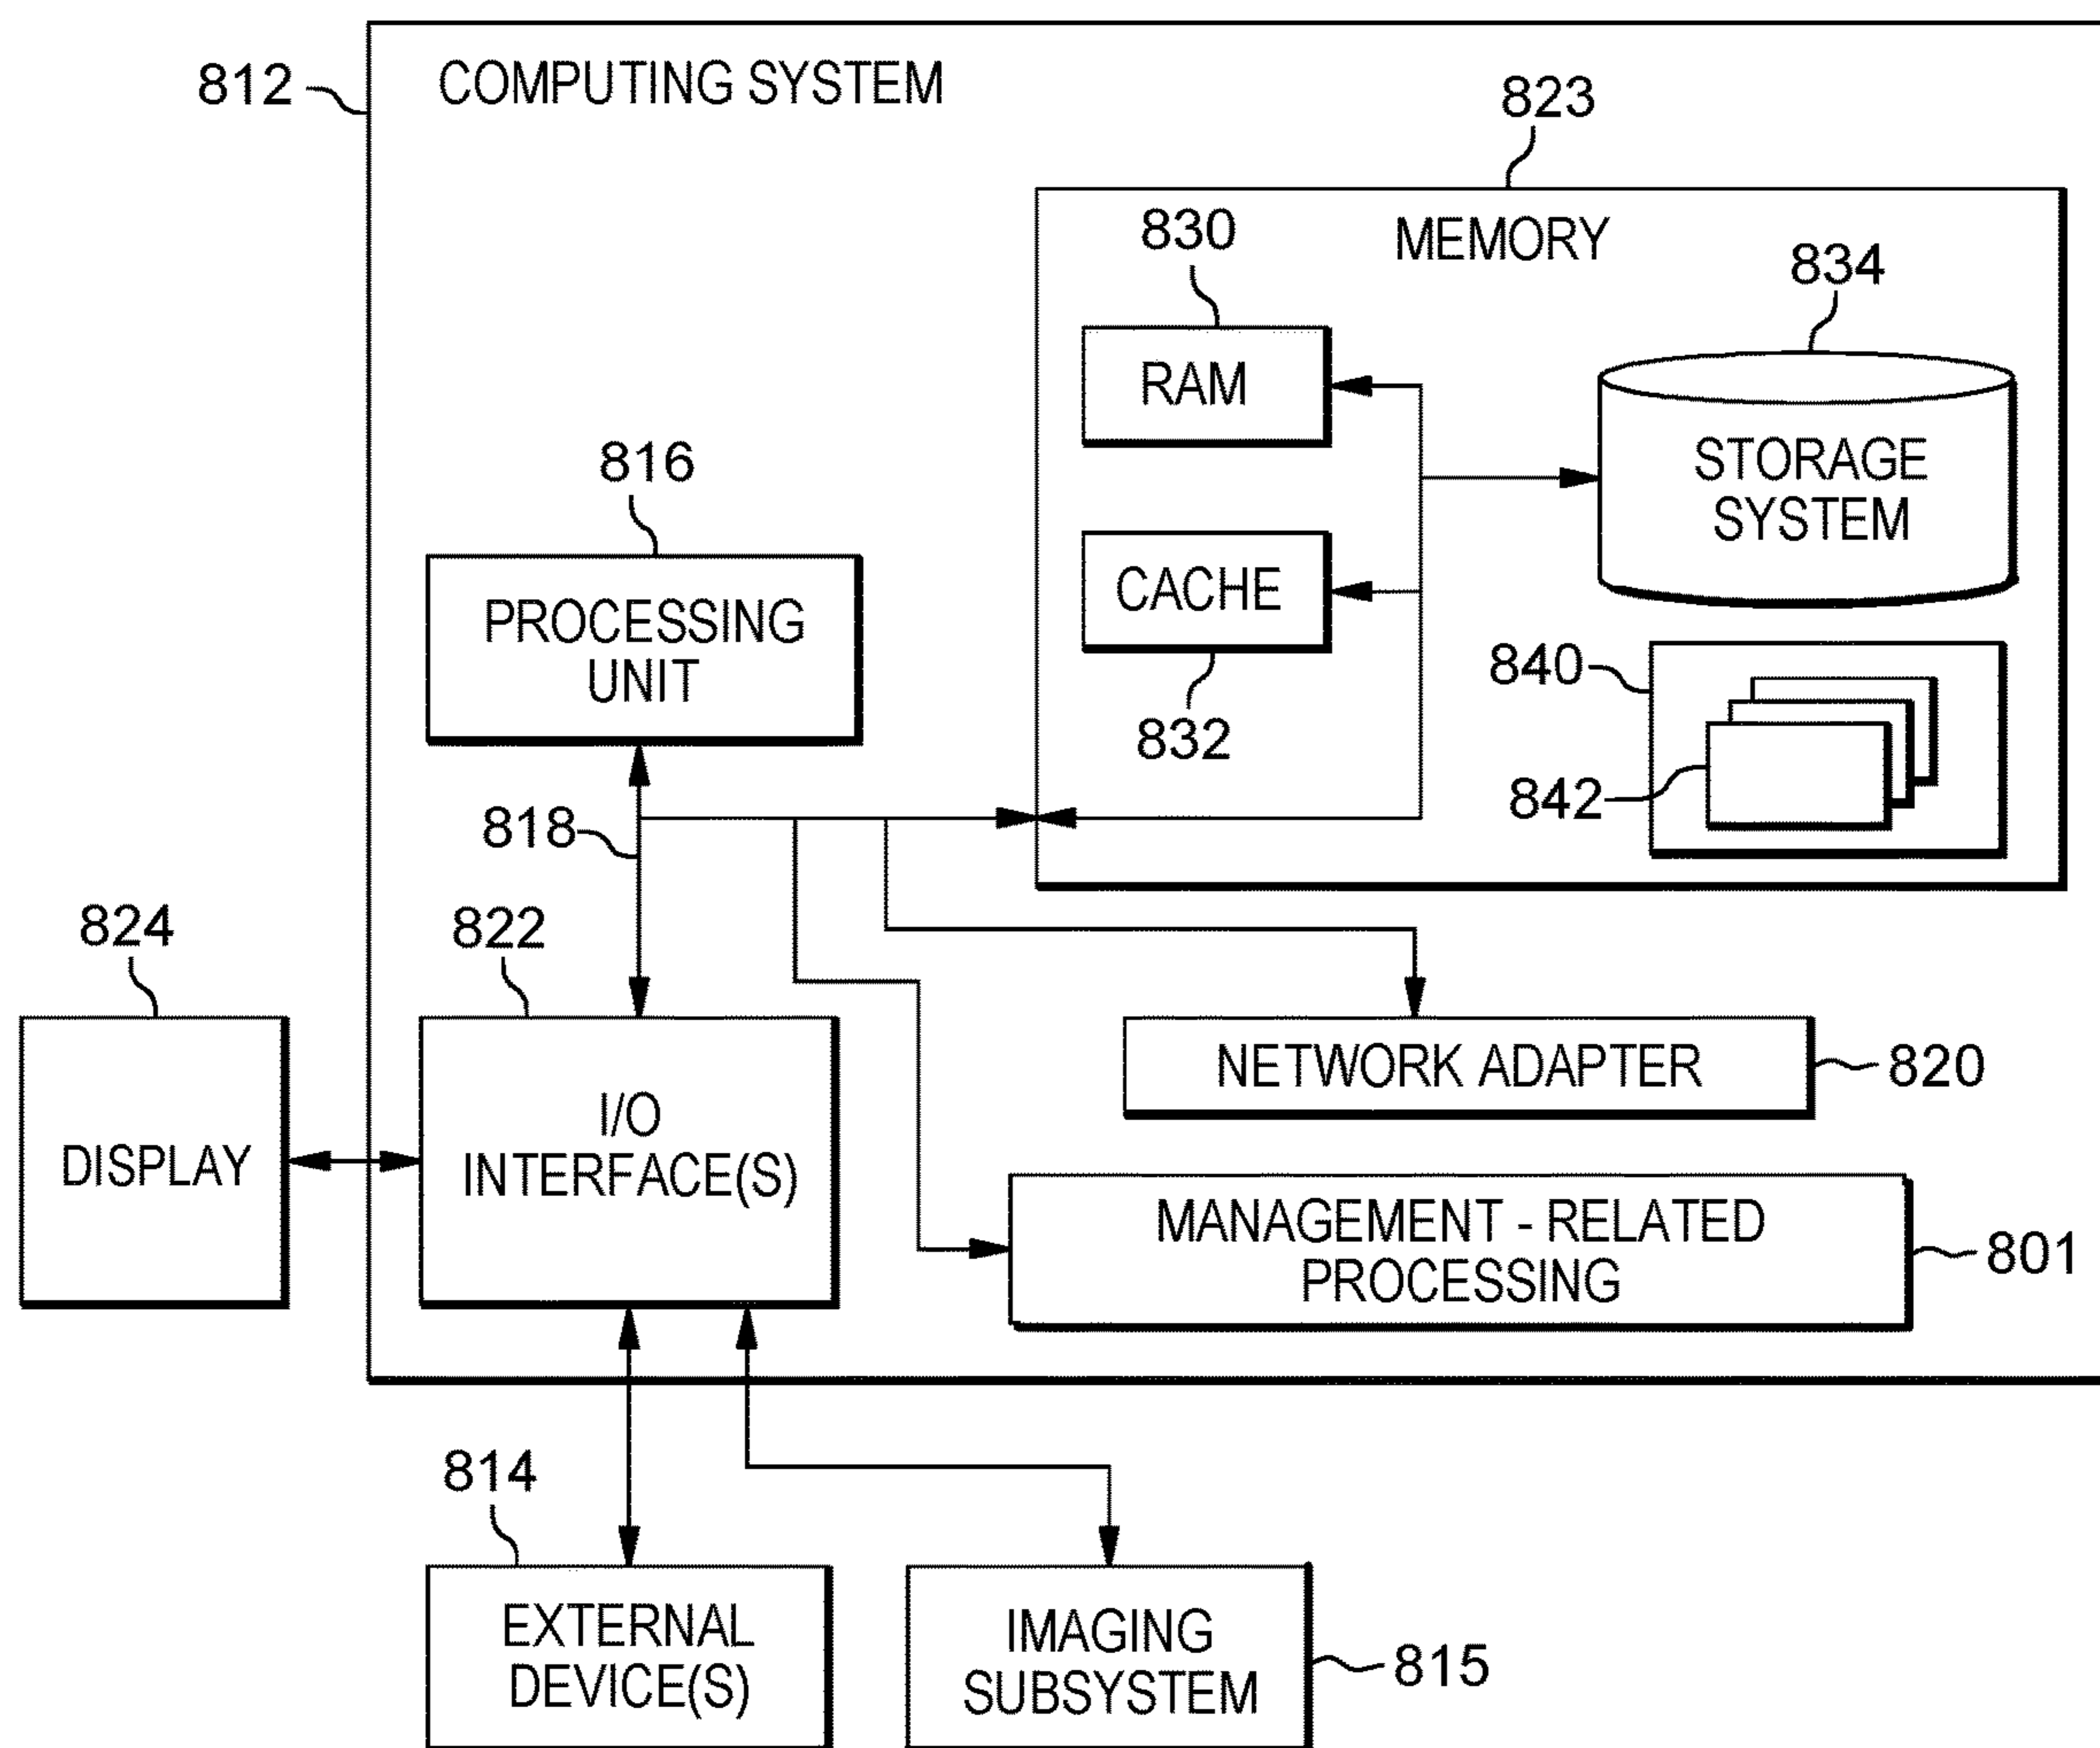 812
COMPUTING SYSTEM
823
MEMORY
830
RAM
834
STORAGE
SYSTEM
816
PROCESSING
UNIT
CACHE
832
840
842
818
824
DISPLAY
822
I/O
INTERFACE(S)
NETWORK ADAPTER
820
MANAGEMENT - RELATED
PROCESSING
801
814
EXTERNAL
DEVICE(S)
IMAGING
SUBSYSTEM
815